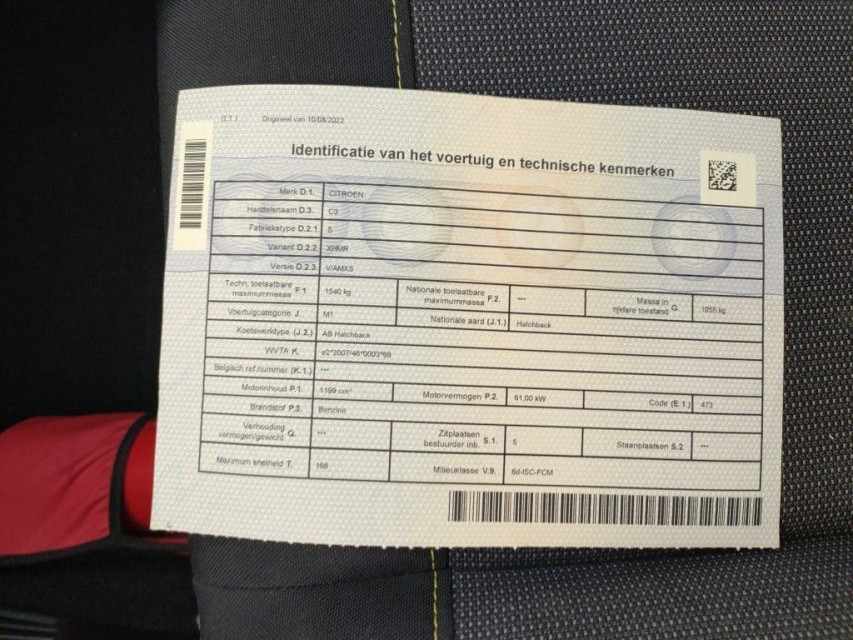 (E.T.) Origineel van 10/08/2022
Identificatie van het voertuig en technische kenmerken
Merk D.1. CITROEN
Handelsnaam D.3. C3
Fabriekstype D.2.1. S
Variant D.2.2. XHMR
Versie D.2.3. V/AMXS
Techn. toelaatbare maximummassa F.1. 1540 kg Nationale toelaatbare maximummassa F.2. --- Massa in rijklare toestand G. 1055 kg
Voertuigcategorie J. M1 Nationale aard (J.1.) Hatchback
Koetswerktype (J.2.) AB Hatchback
WVTA K. e2*2007/46*0003*69
Belgisch ref.nummer (K.1.) ---
Motorinhoud P.1. 1199 cm³ Motorvermogen P.2. 61,00 kW Code (E.1.) 473
Brandstof P.3. Benzine
Verhouding vermogen/gewicht Q. --- Zitplaatsen bestuurder inb. S.1. 5 Staanplaatsen S.2. ---
Maximum snelheid T. 166 Milieuklasse V.9. 6d-ISC-FCM